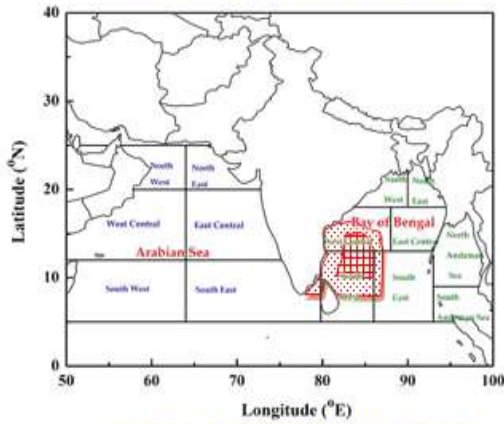 40
30
20
10
0
50
60
70
80
90
100
Latitude (°N)
Longitude (°E)
North
West
North
East
West Central
East Central
Arabian Sea
South West
South East
North
West
North
East
Bay of Bengal
East Central
South
East
North
Andaman
Sea
South
Andaman Sea